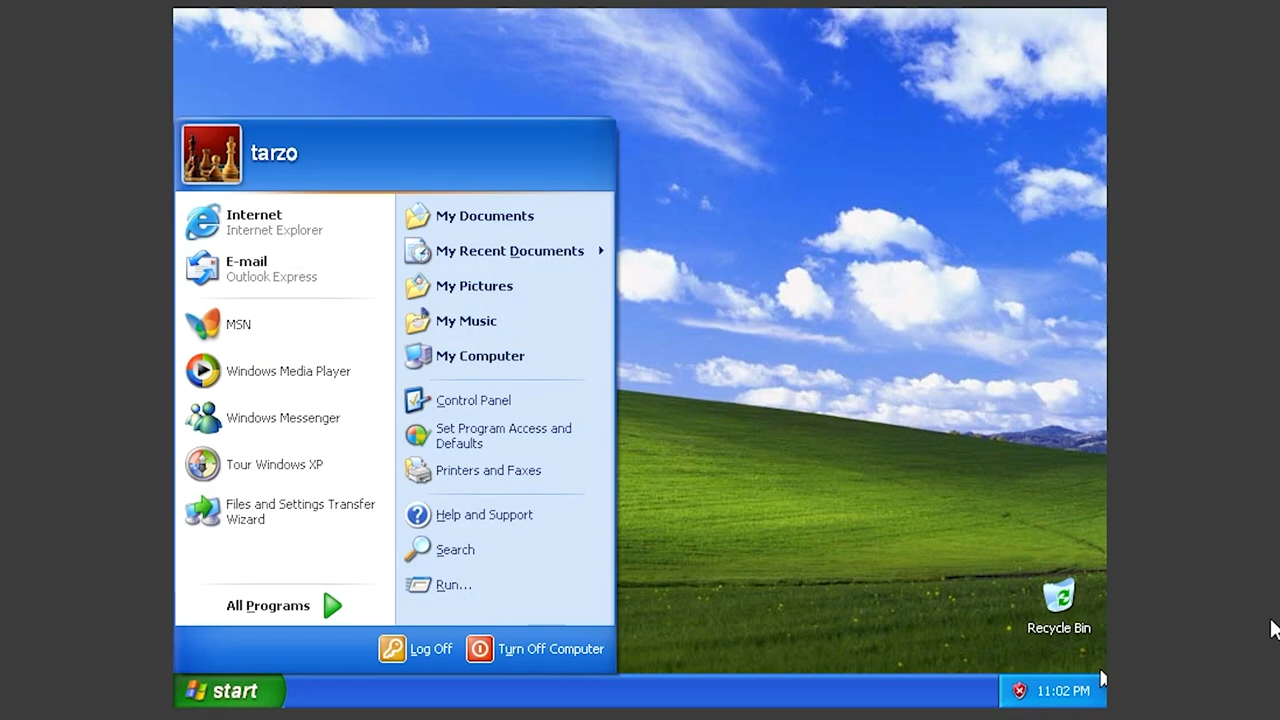 tarzo
Internet
Internet Explorer
E-mail
Outlook Express
MSN
Windows Media Player
Windows Messenger
Tour Windows XP
Files and Settings Transfer
Wizard
All Programs
My Documents
My Recent Documents
My Pictures
My Music
My Computer
Control Panel
Set Program Access and
Defaults
Printers and Faxes
Help and Support
Search
Run...
Log Off
Turn Off Computer
Recycle Bin
start
11:02 PM